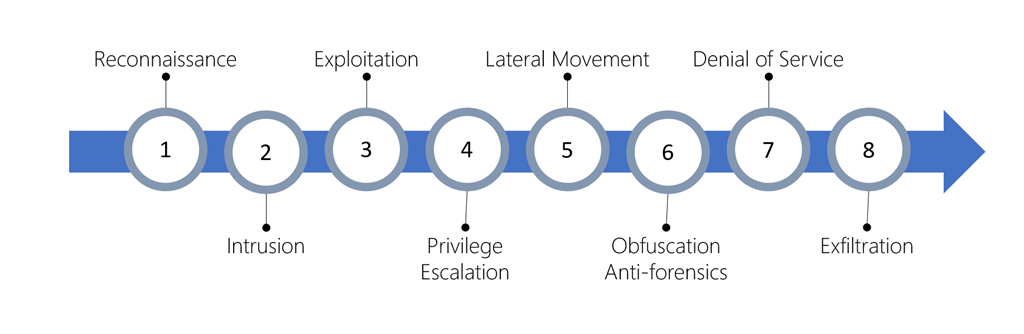 Reconnaissance
Exploitation
Lateral Movement
Denial of Service
1
2
3
4
5
6
7
8
Intrusion
Privilege
Escalation
Obfuscation
Anti-forensics
Exfiltration